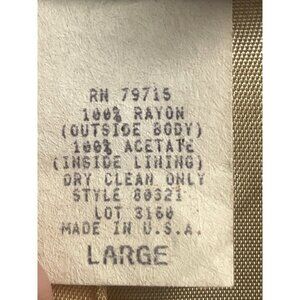 RN 79715
100% RAYON
(OUTSIDE BODY)
100% ACETATE
(INSIDE LINING)
DRY CLEAN ONLY
STYLE 80321
LOT 3160
MADE IN U.S.A.
LARGE